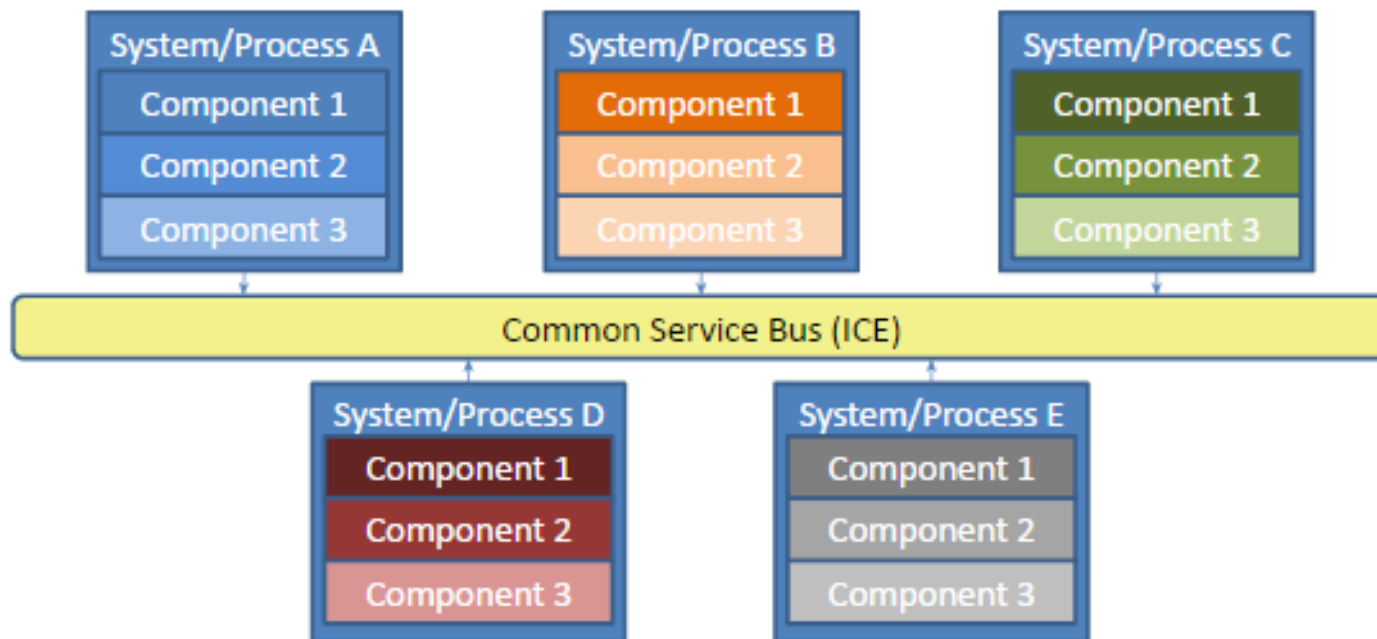 System/Process A
Component 1
Component 2
Component 3
System/Process B
Component 1
Component 2
Component 3
System/Process C
Component 1
Component 2
Component 3
Common Service Bus (ICE)
System/Process D
Component 1
Component 2
Component 3
System/Process E
Component 1
Component 2
Component 3